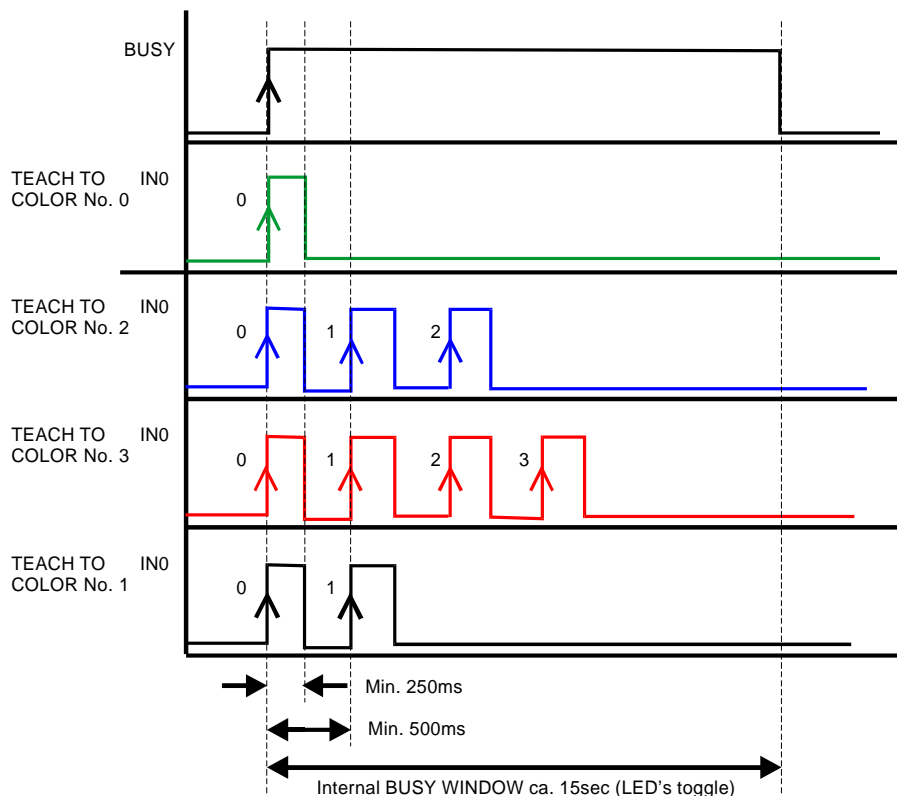 BUSY
TEACH TO IN0
COLOR No. 0
0
TEACH TO IN0
COLOR No. 2
0 1 2
TEACH TO IN0
COLOR No. 3
0 1 2 3
TEACH TO IN0
COLOR No. 1
0 1
Min. 250ms
Min. 500ms
Internal BUSY WINDOW ca. 15sec (LED's toggle)